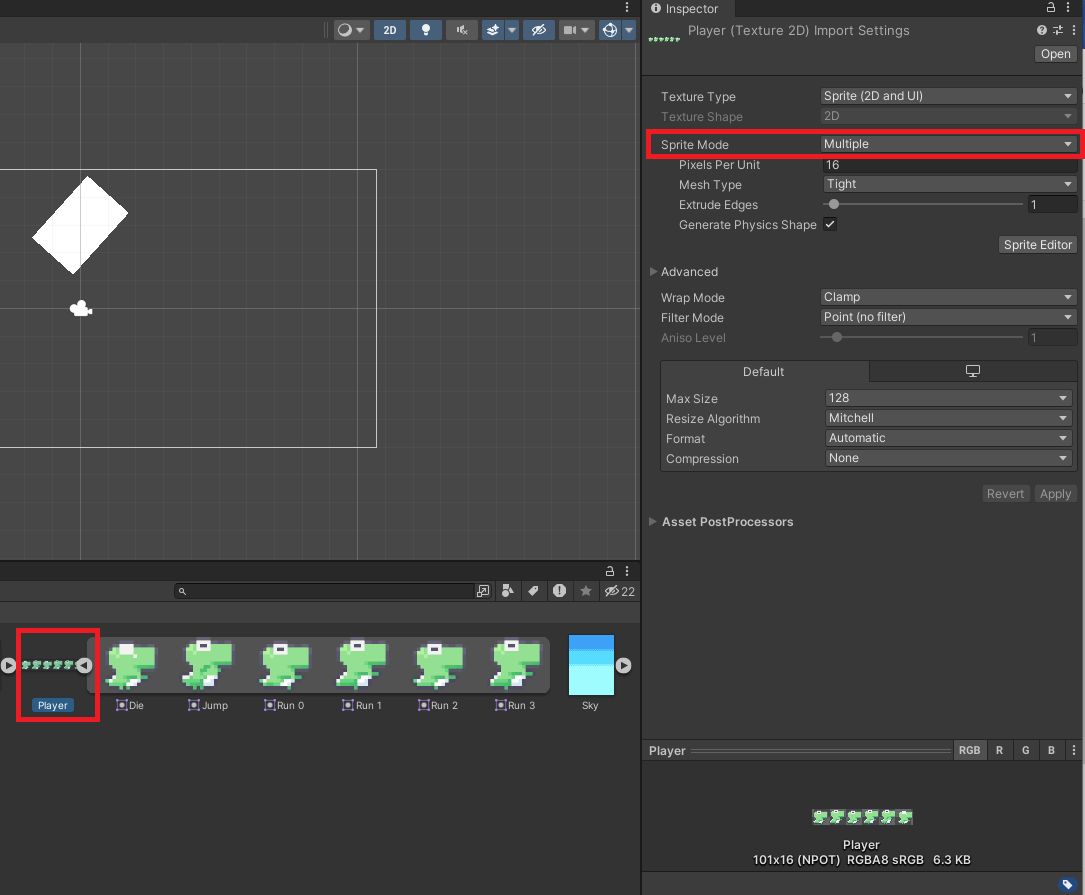 2D
22
Player
Die
Jump
Run 0
Run 1
Run 2
Run 3
Sky
Inspector
Player (Texture 2D) Import Settings
Open
Texture Type Sprite (2D and UI)
Texture Shape 2D
Sprite Mode Multiple
Pixels Per Unit 16
Mesh Type Tight
Extrude Edges 1
Generate Physics Shape
Sprite Editor
Advanced
Wrap Mode Clamp
Filter Mode Point (no filter)
Aniso Level 1
Default
Max Size 128
Resize Algorithm Mitchell
Format Automatic
Compression None
Revert Apply
Asset PostProcessors
Player RGB R G B
Player
101x16 (NPOT) RGBA8 sRGB 6.3 KB